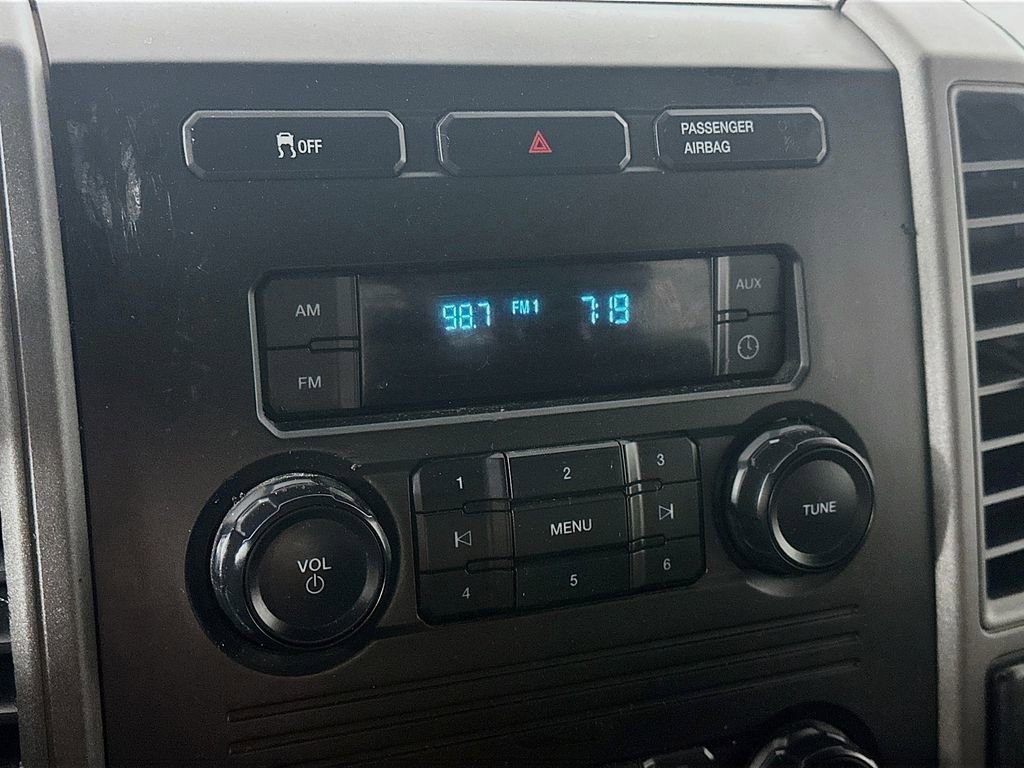 OFF
PASSENGER
AIRBAG
AM
98.7 FM1 7:19
AUX
FM
1 2 3
MENU
4 5 6
VOL
TUNE